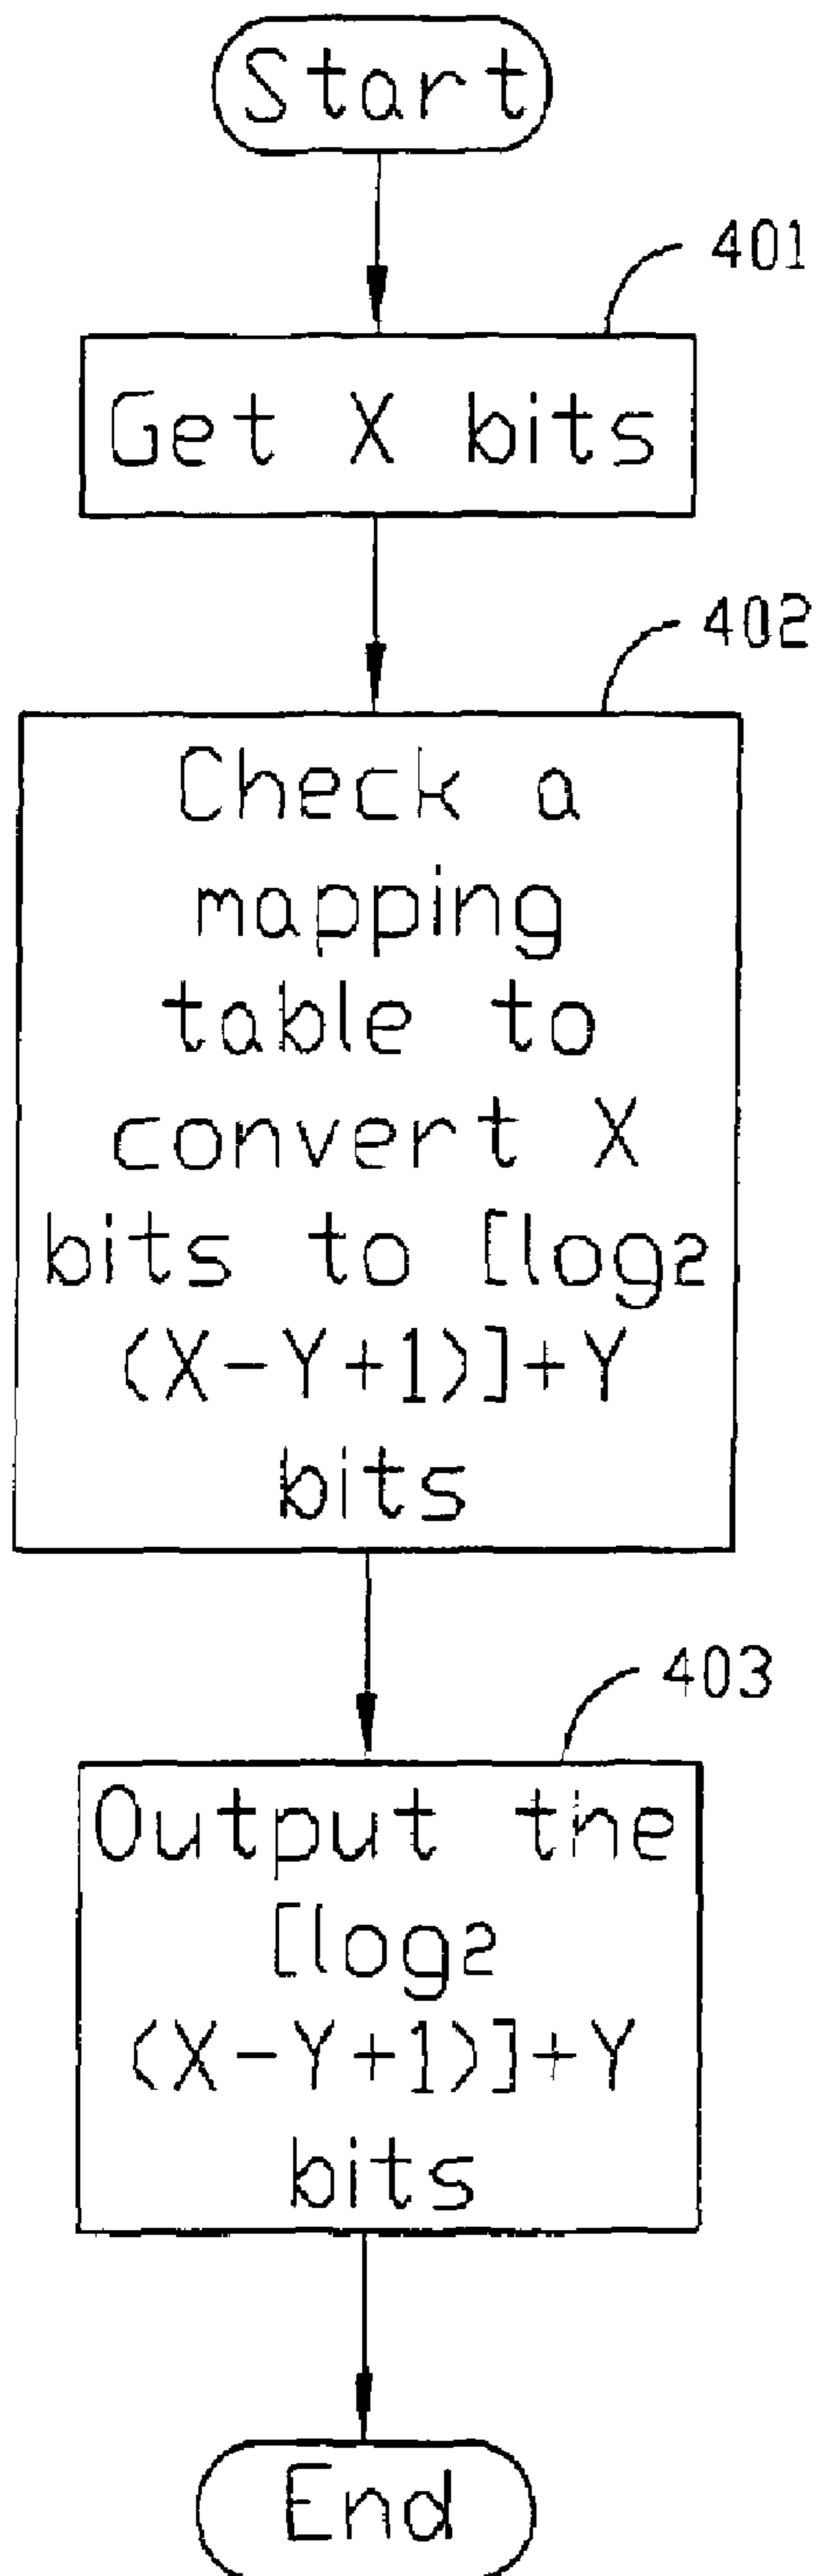 Start
401
Get X bits
402
Check a
mapping
table to
convert X
bits to [log2
(X-Y+1)]+Y
bits
403
Output the
[log2
(X-Y+1)]+Y
bits
End